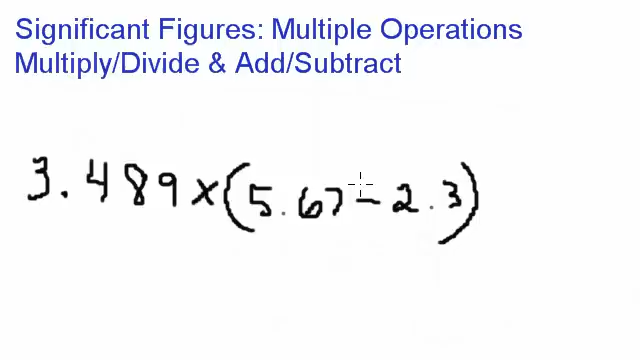 Significant Figures: Multiple Operations
Multiply/Divide & Add/Subtract
3.489×(5.67-2.3)